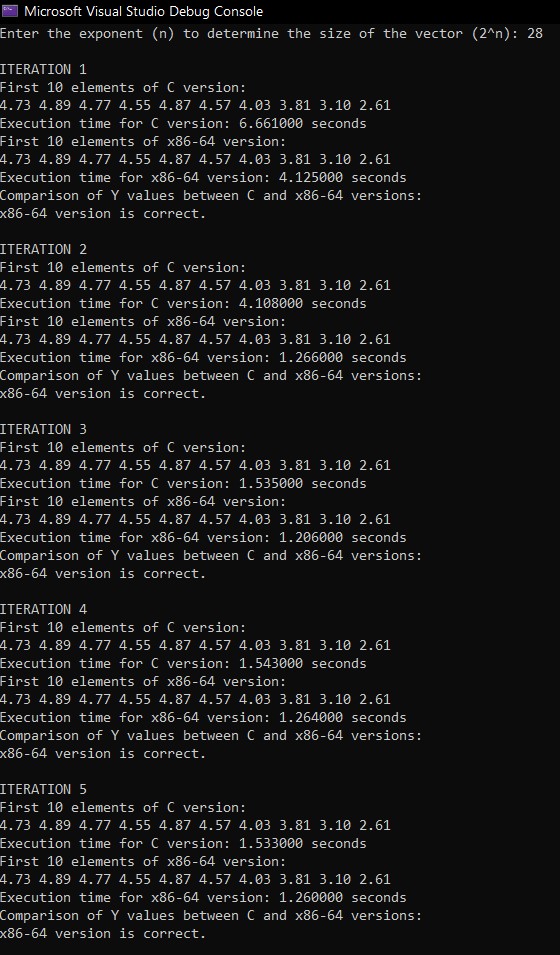 Microsoft Visual Studio Debug Console
Enter the exponent (n) to determine the size of the vector (2^n): 28
ITERATION 1
First 10 elements of C version:
4.73 4.89 4.77 4.55 4.87 4.57 4.03 3.81 3.10 2.61
Execution time for C version: 6.661000 seconds
First 10 elements of x86-64 version:
4.73 4.89 4.77 4.55 4.87 4.57 4.03 3.81 3.10 2.61
Execution time for x86-64 version: 4.125000 seconds
Comparison of Y values between C and x86-64 versions:
x86-64 version is correct.
ITERATION 2
First 10 elements of C version:
4.73 4.89 4.77 4.55 4.87 4.57 4.03 3.81 3.10 2.61
Execution time for C version: 4.108000 seconds
First 10 elements of x86-64 version:
4.73 4.89 4.77 4.55 4.87 4.57 4.03 3.81 3.10 2.61
Execution time for x86-64 version: 1.266000 seconds
Comparison of Y values between C and x86-64 versions:
x86-64 version is correct.
ITERATION 3
First 10 elements of C version:
4.73 4.89 4.77 4.55 4.87 4.57 4.03 3.81 3.10 2.61
Execution time for C version: 1.535000 seconds
First 10 elements of x86-64 version:
4.73 4.89 4.77 4.55 4.87 4.57 4.03 3.81 3.10 2.61
Execution time for x86-64 version: 1.206000 seconds
Comparison of Y values between C and x86-64 versions:
x86-64 version is correct.
ITERATION 4
First 10 elements of C version:
4.73 4.89 4.77 4.55 4.87 4.57 4.03 3.81 3.10 2.61
Execution time for C version: 1.543000 seconds
First 10 elements of x86-64 version:
4.73 4.89 4.77 4.55 4.87 4.57 4.03 3.81 3.10 2.61
Execution time for x86-64 version: 1.264000 seconds
Comparison of Y values between C and x86-64 versions:
x86-64 version is correct.
ITERATION 5
First 10 elements of C version:
4.73 4.89 4.77 4.55 4.87 4.57 4.03 3.81 3.10 2.61
Execution time for C version: 1.533000 seconds
First 10 elements of x86-64 version:
4.73 4.89 4.77 4.55 4.87 4.57 4.03 3.81 3.10 2.61
Execution time for x86-64 version: 1.260000 seconds
Comparison of Y values between C and x86-64 versions:
x86-64 version is correct.